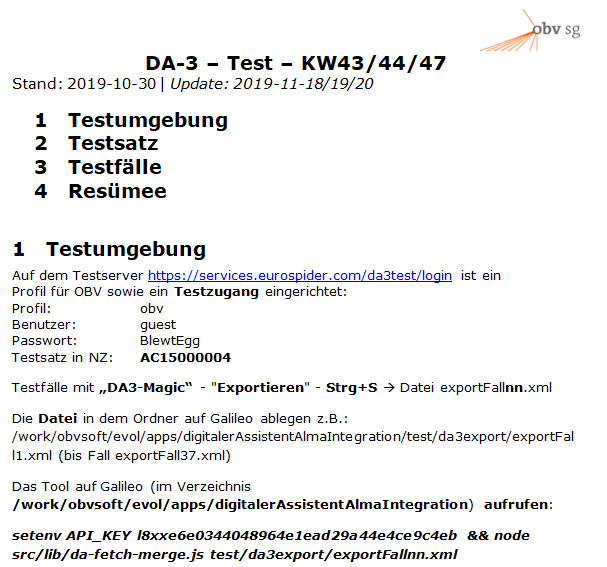 obv sg
DA-3 – Test – KW43/44/47
Stand: 2019-10-30 | Update: 2019-11-18/19/20
1 Testumgebung
2 Testsatz
3 Testfälle
4 Resümee
1 Testumgebung
Auf dem Testserver https://services.eurospider.com/da3test/login ist ein
Profil für OBV sowie ein Testzugang eingerichtet:
Profil: obv
Benutzer: guest
Passwort: BlewtEgg
Testsatz in NZ: AC15000004
Testfälle mit „DA3-Magic“ - "Exportieren" - Strg+S → Datei exportFallnn.xml
Die Datei in dem Ordner auf Galileo ablegen z.B.:
/work/obvsoft/evol/apps/digitalerAssistentAlmaIntegration/test/da3export/exportFal
l1.xml (bis Fall exportFall37.xml)
Das Tool auf Galileo (im Verzeichnis
/work/obvsoft/evol/apps/digitalerAssistentAlmaIntegration) aufrufen:
setenv API_KEY l8xxe6e0344048964e1ead29a44e4ce9c4eb && node
src/lib/da-fetch-merge.js test/da3export/exportFallnn.xml